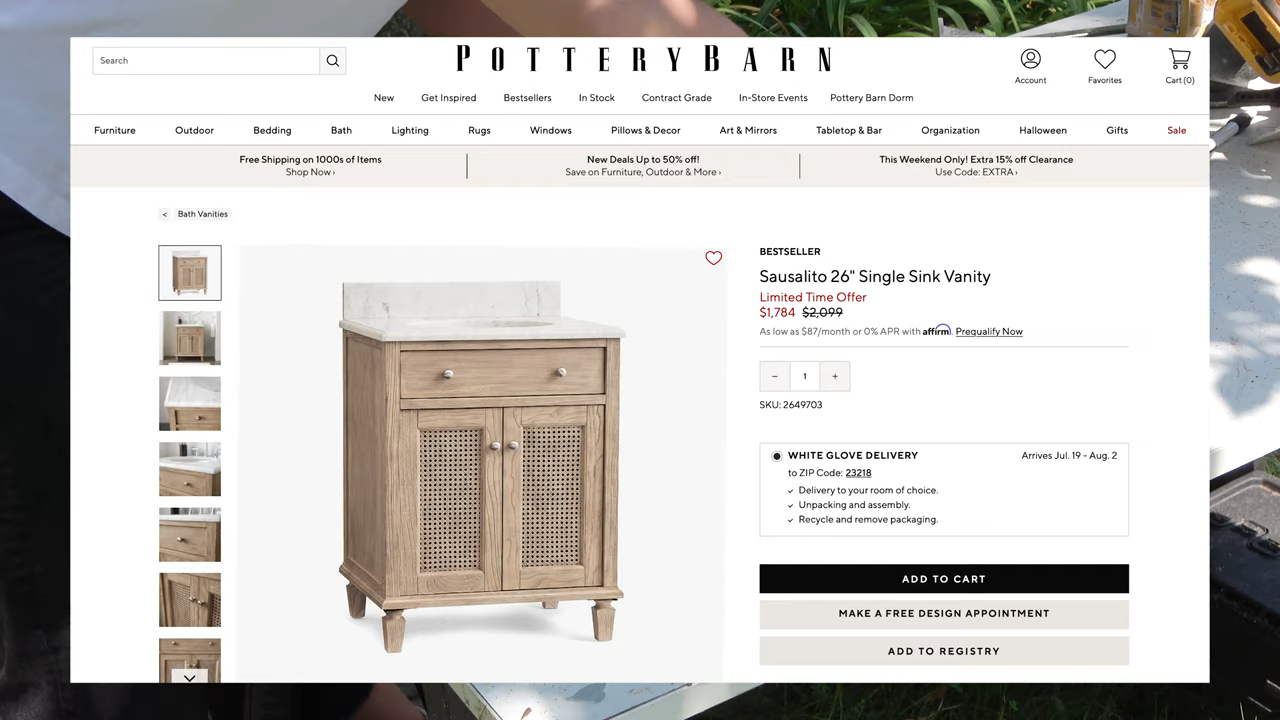 Search
POTTERYBARN
Account
Favorites
Cart (0)
New Get Inspired Bestsellers In Stock Contract Grade In-Store Events Pottery Barn Dorm
Furniture Outdoor Bedding Bath Lighting Rugs Windows Pillows & Decor Art & Mirrors Tabletop & Bar Organization Halloween Gifts Sale
Free Shipping on 1000s of Items
Shop Now ›
New Deals Up to 50% off!
Save on Furniture, Outdoor & More ›
This Weekend Only! Extra 15% off Clearance
Use Code: EXTRA ›
< Bath Vanities
BESTSELLER
Sausalito 26" Single Sink Vanity
Limited Time Offer
$1,784 $2,099
As low as $87/month or 0% APR with affirm. Prequalify Now
− 1 +
SKU: 2649703
WHITE GLOVE DELIVERY Arrives Jul. 19 - Aug. 2
to ZIP Code: 23218
✓ Delivery to your room of choice.
✓ Unpacking and assembly.
✓ Recycle and remove packaging.
ADD TO CART
MAKE A FREE DESIGN APPOINTMENT
ADD TO REGISTRY